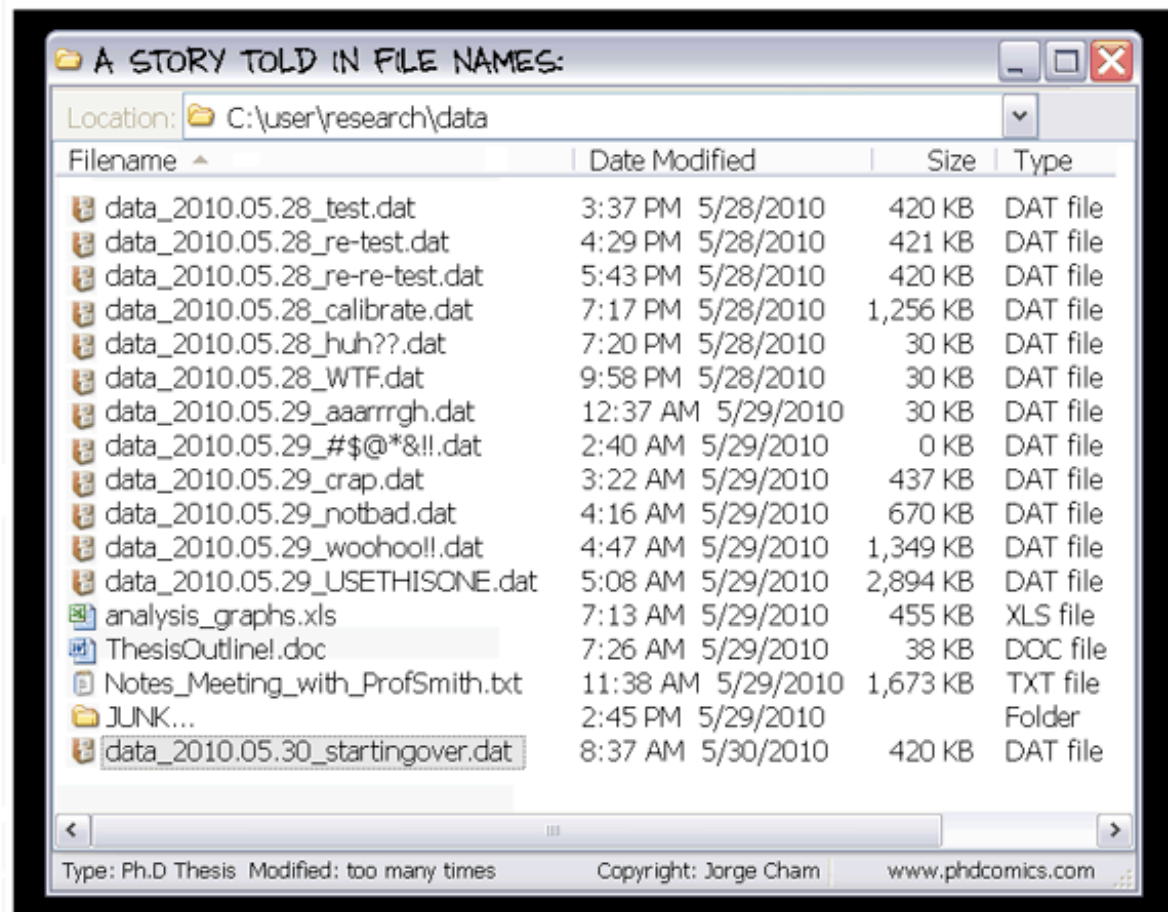 A STORY TOLD IN FILE NAMES:
Location: C:\user\research\data
Filename Date Modified Size Type
data_2010.05.28_test.dat 3:37 PM 5/28/2010 420 KB DAT file
data_2010.05.28_re-test.dat 4:29 PM 5/28/2010 421 KB DAT file
data_2010.05.28_re-re-test.dat 5:43 PM 5/28/2010 420 KB DAT file
data_2010.05.28_calibrate.dat 7:17 PM 5/28/2010 1,256 KB DAT file
data_2010.05.28_huh??.dat 7:20 PM 5/28/2010 30 KB DAT file
data_2010.05.28_WTF.dat 9:58 PM 5/28/2010 30 KB DAT file
data_2010.05.29_aaarrrgh.dat 12:37 AM 5/29/2010 30 KB DAT file
data_2010.05.29_#$@*&!!.dat 2:40 AM 5/29/2010 0 KB DAT file
data_2010.05.29_crap.dat 3:22 AM 5/29/2010 437 KB DAT file
data_2010.05.29_notbad.dat 4:16 AM 5/29/2010 670 KB DAT file
data_2010.05.29_woohoo!!.dat 4:47 AM 5/29/2010 1,349 KB DAT file
data_2010.05.29_USETHISONE.dat 5:08 AM 5/29/2010 2,894 KB DAT file
analysis_graphs.xls 7:13 AM 5/29/2010 455 KB XLS file
ThesisOutline!.doc 7:26 AM 5/29/2010 38 KB DOC file
Notes_Meeting_with_ProfSmith.txt 11:38 AM 5/29/2010 1,673 KB TXT file
JUNK... 2:45 PM 5/29/2010 Folder
data_2010.05.30_startingover.dat 8:37 AM 5/30/2010 420 KB DAT file
Type: Ph.D Thesis Modified: too many times Copyright: Jorge Cham www.phdcomics.com